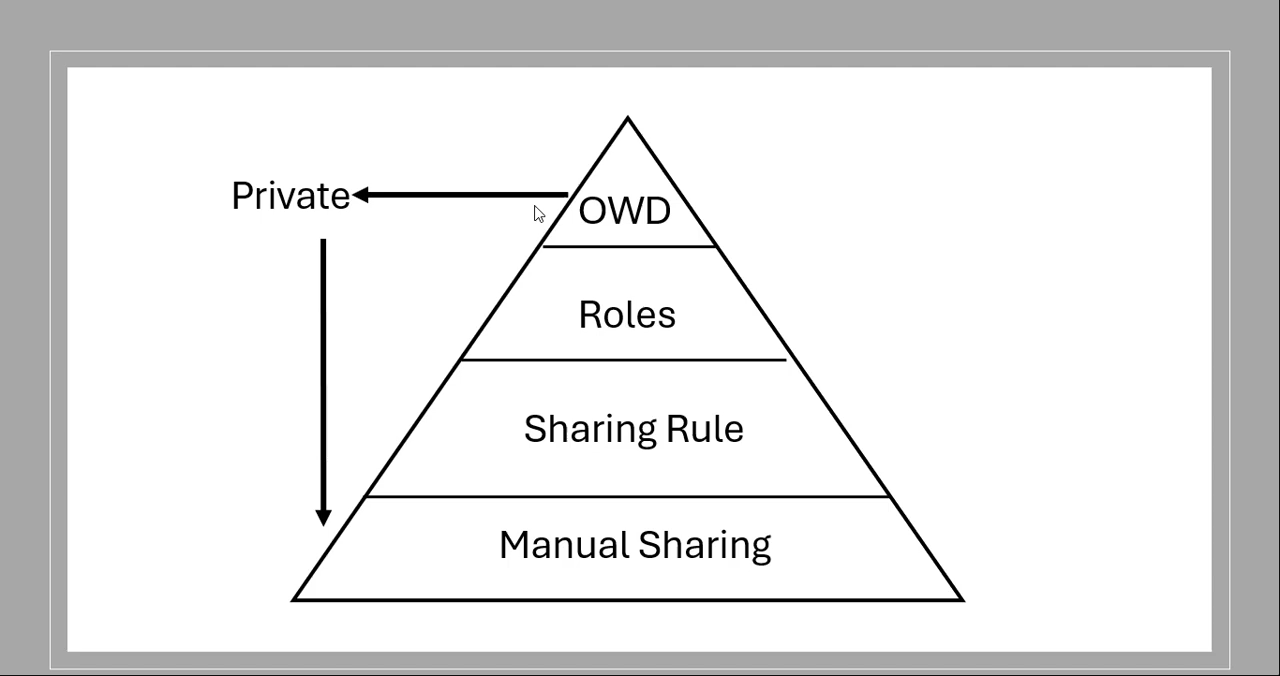 Private
OWD
Roles
Sharing Rule
Manual Sharing